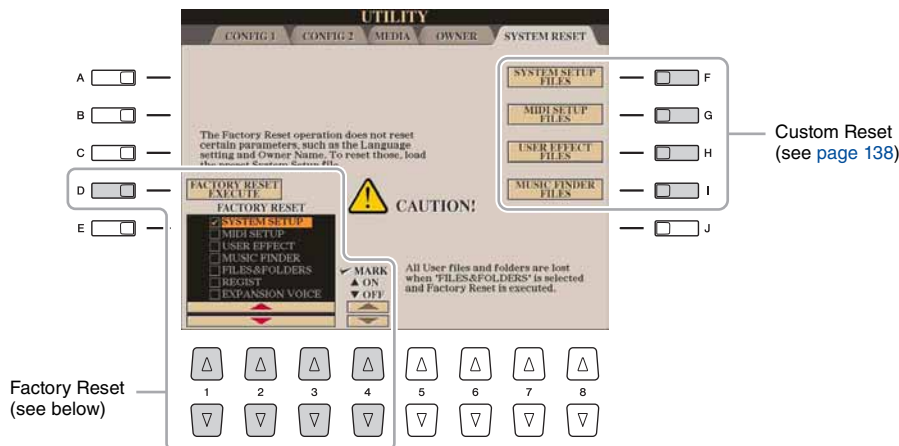 UTILITY
CONFIG 1 CONFIG 2 MEDIA OWNER SYSTEM RESET
A
B
C
D
E
The Factory Reset operation does not reset
certain parameters, such as the Language
setting and Owner Name. To reset those, load
the preset System Setup file.
FACTORY RESET
EXECUTE
FACTORY RESET
SYSTEM SETUP
MIDI SETUP
USER EFFECT
MUSIC FINDER
FILES&FOLDERS
REGIST
EXPANSION VOICE
MARK
▲ ON
▼ OFF
CAUTION!
All User files and folders are lost
when "FILES&FOLDERS" is selected
and Factory Reset is executed.
SYSTEM SETUP
FILES
MIDI SETUP
FILES
USER EFFECT
FILES
MUSIC FINDER
FILES
F
G
H
I
J
Custom Reset
(see page 138)
Factory Reset
(see below)
1 2 3 4 5 6 7 8